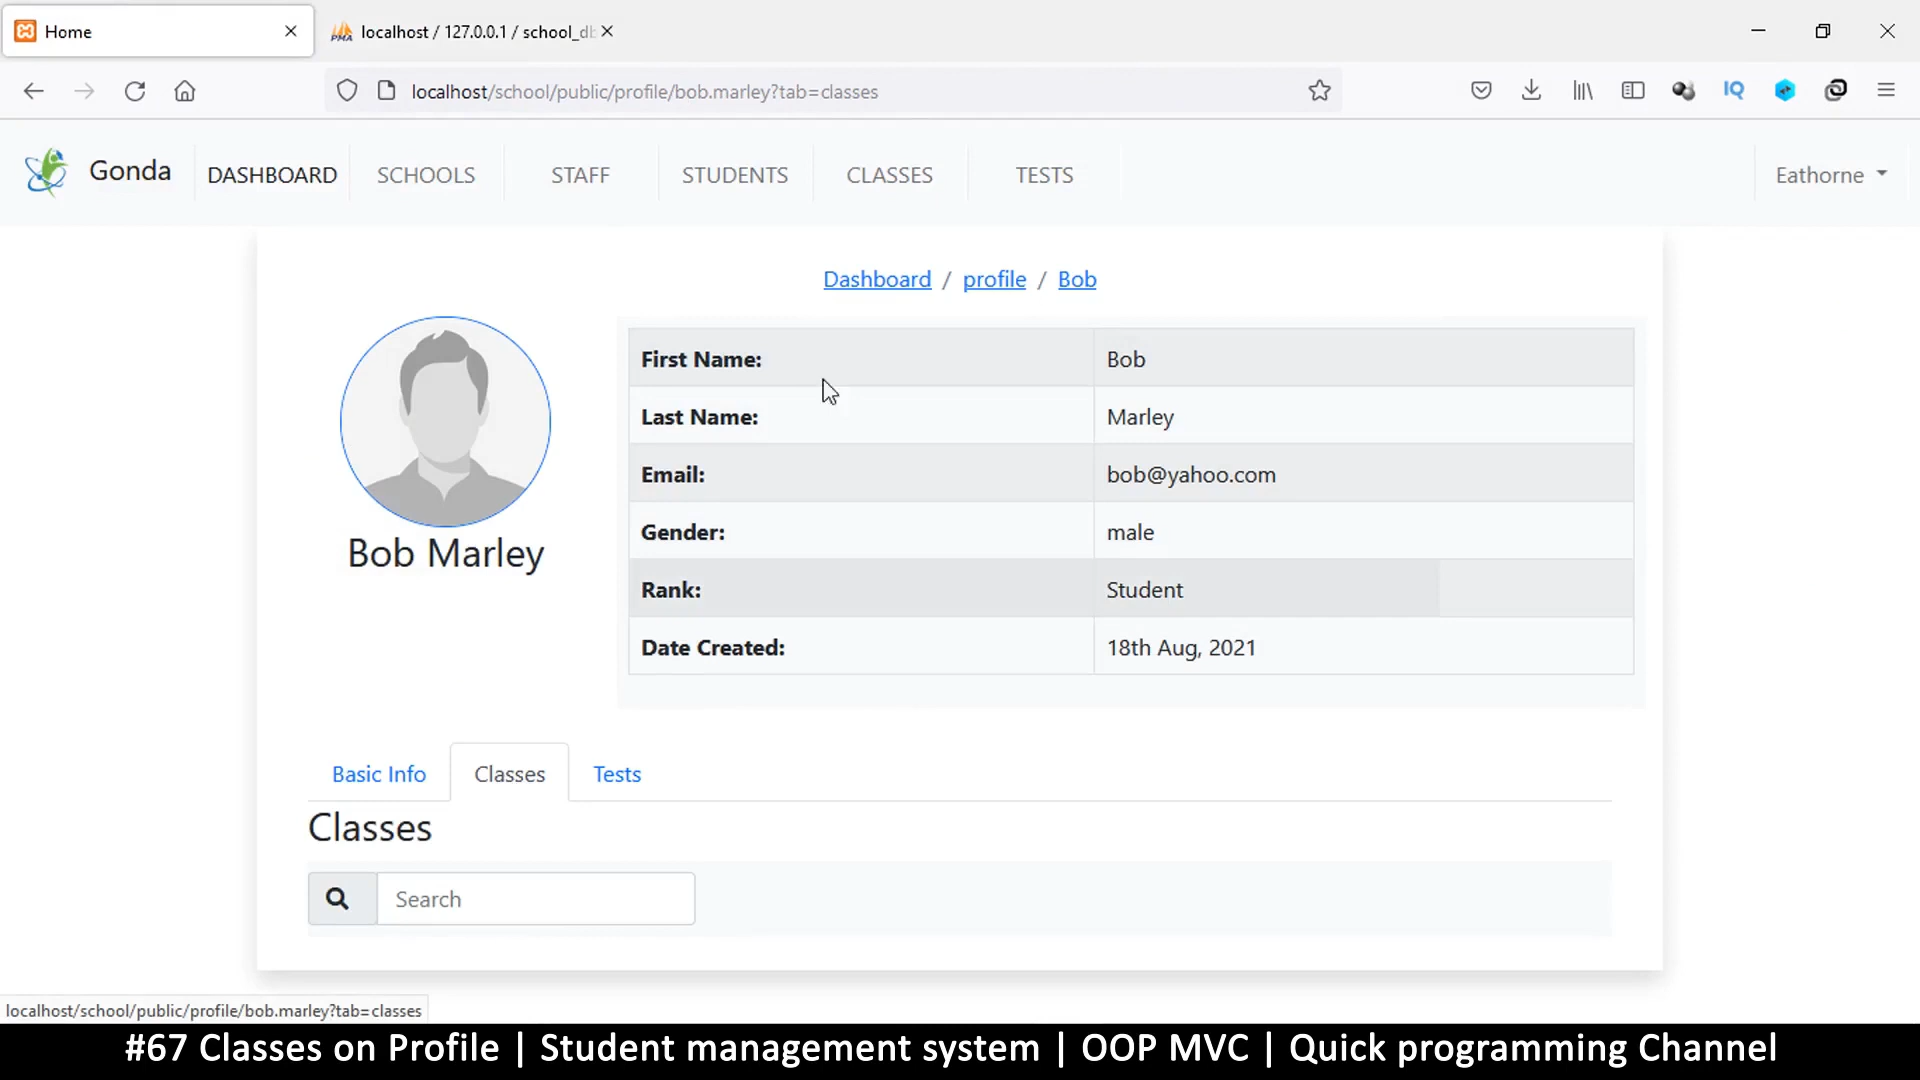 Home
localhost / 127.0.0.1 / school_db
localhost/school/public/profile/bob.marley?tab=classes
IQ
Gonda
DASHBOARD
SCHOOLS
STAFF
STUDENTS
CLASSES
TESTS
Eathorne
Dashboard / profile / Bob
First Name: Bob
Last Name: Marley
Email: bob@yahoo.com
Gender: male
Rank: Student
Date Created: 18th Aug, 2021
Bob Marley
Basic Info
Classes
Tests
Classes
Search
localhost/school/public/profile/bob.marley?tab=classes
#67 Classes on Profile | Student management system | OOP MVC | Quick programming Channel